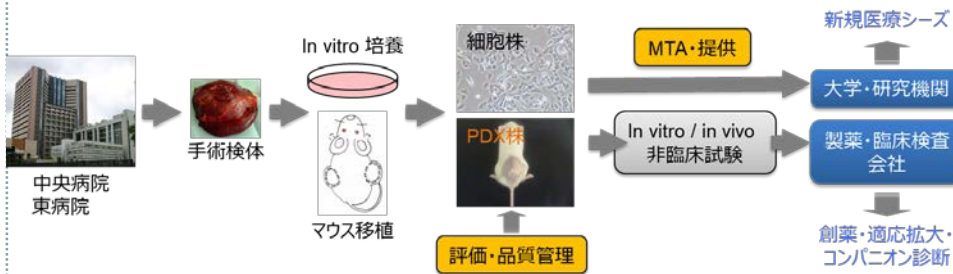 中央病院
東病院
手術検体
In vitro 培養
マウス移植
細胞株
PDX株
評価・品質管理
MTA・提供
In vitro / in vivo
非臨床試験
新規医療シーズ
大学・研究機関
製薬・臨床検査
会社
創薬・適応拡大・
コンパニオン診断